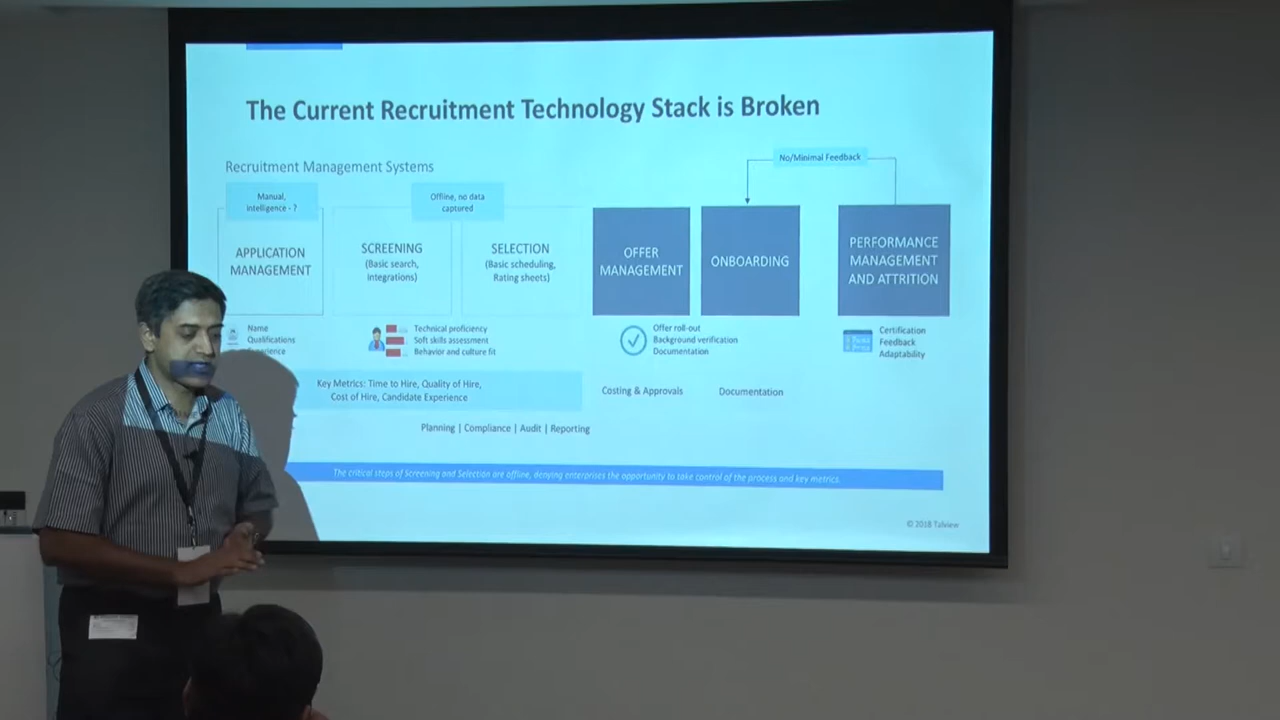 The Current Recruitment Technology Stack is Broken
Recruitment Management Systems
No/Minimal Feedback
Manual,
intelligence - ?
Offline, no data
captured
APPLICATION
MANAGEMENT
SCREENING
(Basic search,
Integrations)
SELECTION
(Basic scheduling,
Rating sheets)
OFFER
MANAGEMENT
ONBOARDING
PERFORMANCE
MANAGEMENT
AND ATTRITION
Name
Qualifications
Technical proficiency
Soft skills assessment
Behavior and culture fit
Offer roll-out
Background verification
Documentation
Certification
Feedback
Adaptability
Key Metrics: Time to Hire, Quality of Hire,
Cost of Hire, Candidate Experience
Costing & Approvals
Documentation
Planning | Compliance | Audit | Reporting
The critical steps of Screening and Selection are offline, denying enterprises the opportunity to take control of the process and key metrics
© 2018 Talview